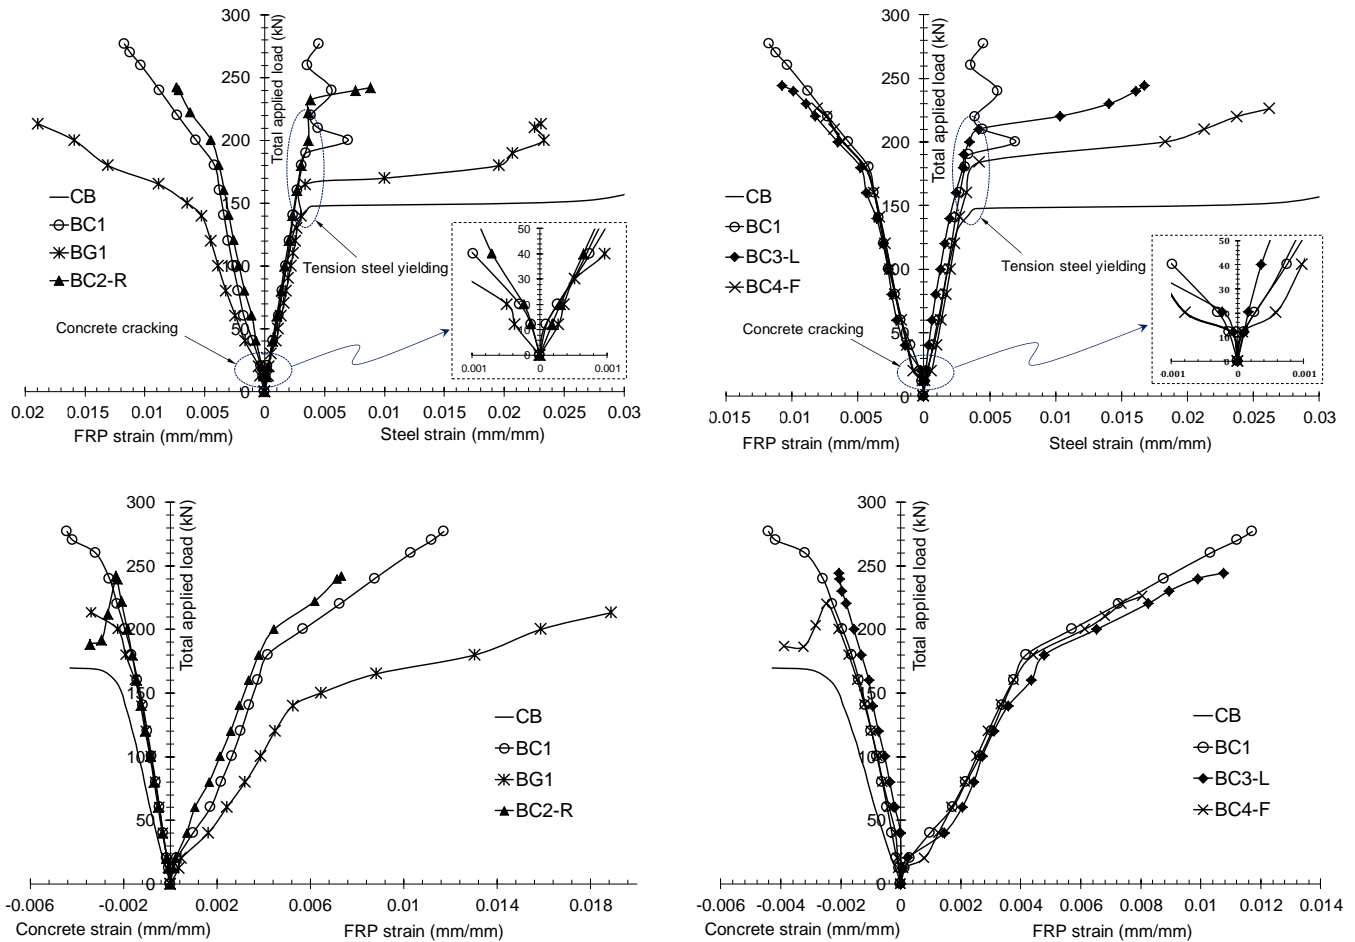 300
250
200
150
100
50
0
Total applied load (kN)
CB
BC1
BG1
BC2-R
Tension steel yielding
Concrete cracking
50
40
30
20
10
0
0.001
0
0.001
0.02
0.015
0.01
0.005
0
0.005
0.01
0.015
0.02
0.025
0.03
FRP strain (mm/mm)
Steel strain (mm/mm)
300
250
200
150
100
50
0
Total applied load (kN)
CB
BC1
BC3-L
BC4-F
Tension steel yielding
Concrete cracking
50
40
30
20
10
0
0.001
0
0.001
0.015
0.01
0.005
0
0.005
0.01
0.015
0.02
0.025
0.03
FRP strain (mm/mm)
Steel strain (mm/mm)
300
250
200
150
100
50
0
Total applied load (kN)
CB
BC1
BG1
BC2-R
-0.006
-0.002
0.002
0.006
0.01
0.014
0.018
Concrete strain (mm/mm)
FRP strain (mm/mm)
300
250
200
150
100
50
0
Total applied load (kN)
CB
BC1
BC3-L
BC4-F
-0.006
-0.004
-0.002
0
0.002
0.004
0.006
0.008
0.01
0.012
0.014
Concrete strain (mm/mm)
FRP strain (mm/mm)